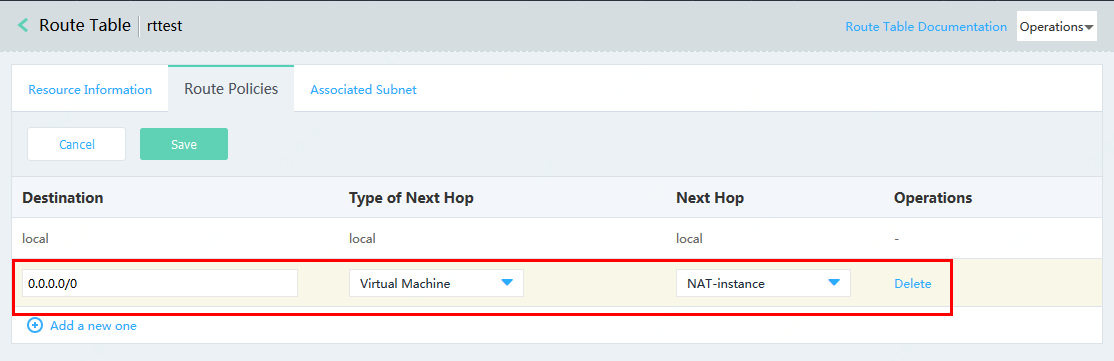 Route Table rttest Route Table Documentation Operations
Resource Information Route Policies Associated Subnet
Cancel Save
Destination Type of Next Hop Next Hop Operations
local local local -
0.0.0.0/0 Virtual Machine NAT-instance Delete
Add a new one